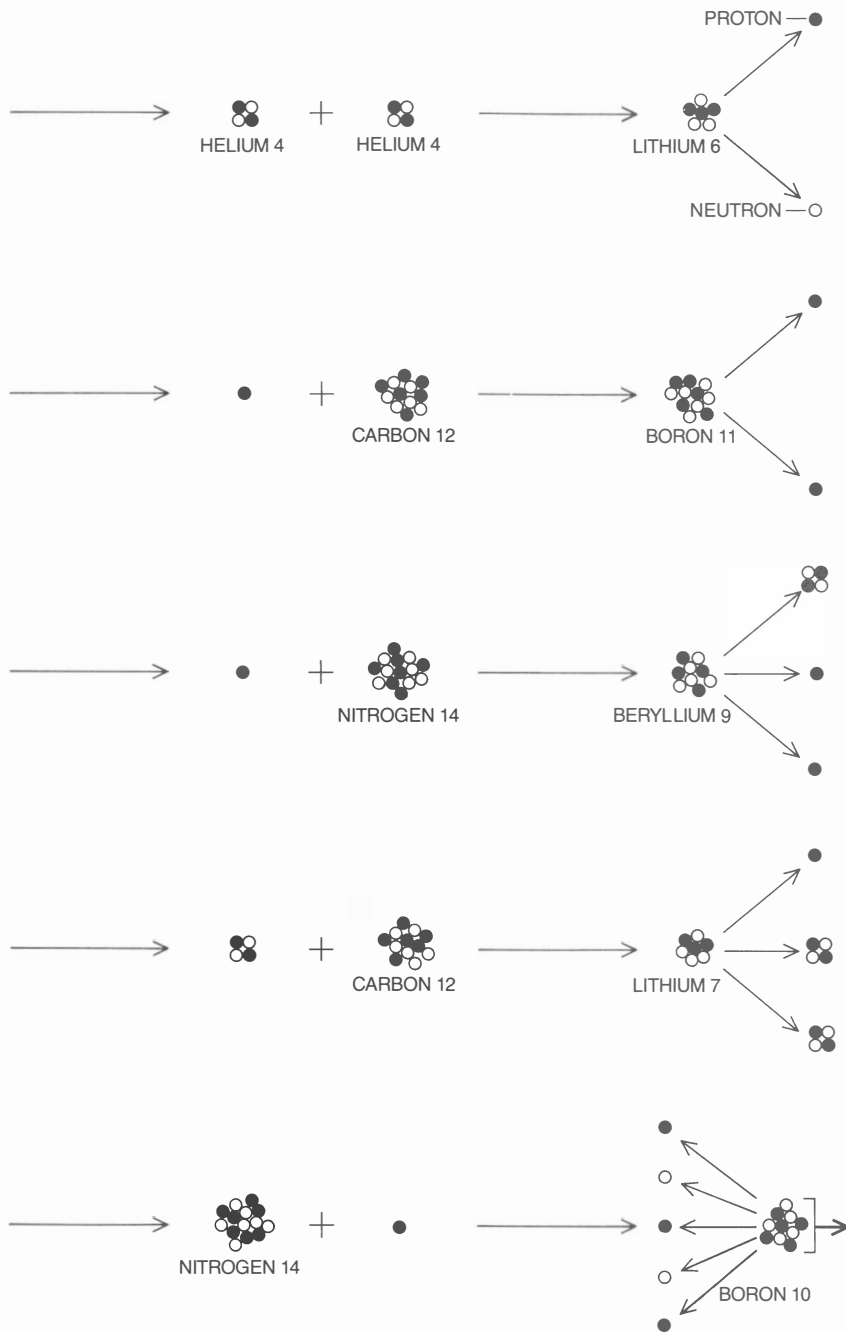 PROTON
HELIUM 4 + HELIUM 4
LITHIUM 6
NEUTRON
+
CARBON 12
BORON 11
+
NITROGEN 14
BERYLLIUM 9
+
CARBON 12
LITHIUM 7
+
NITROGEN 14
BORON 10